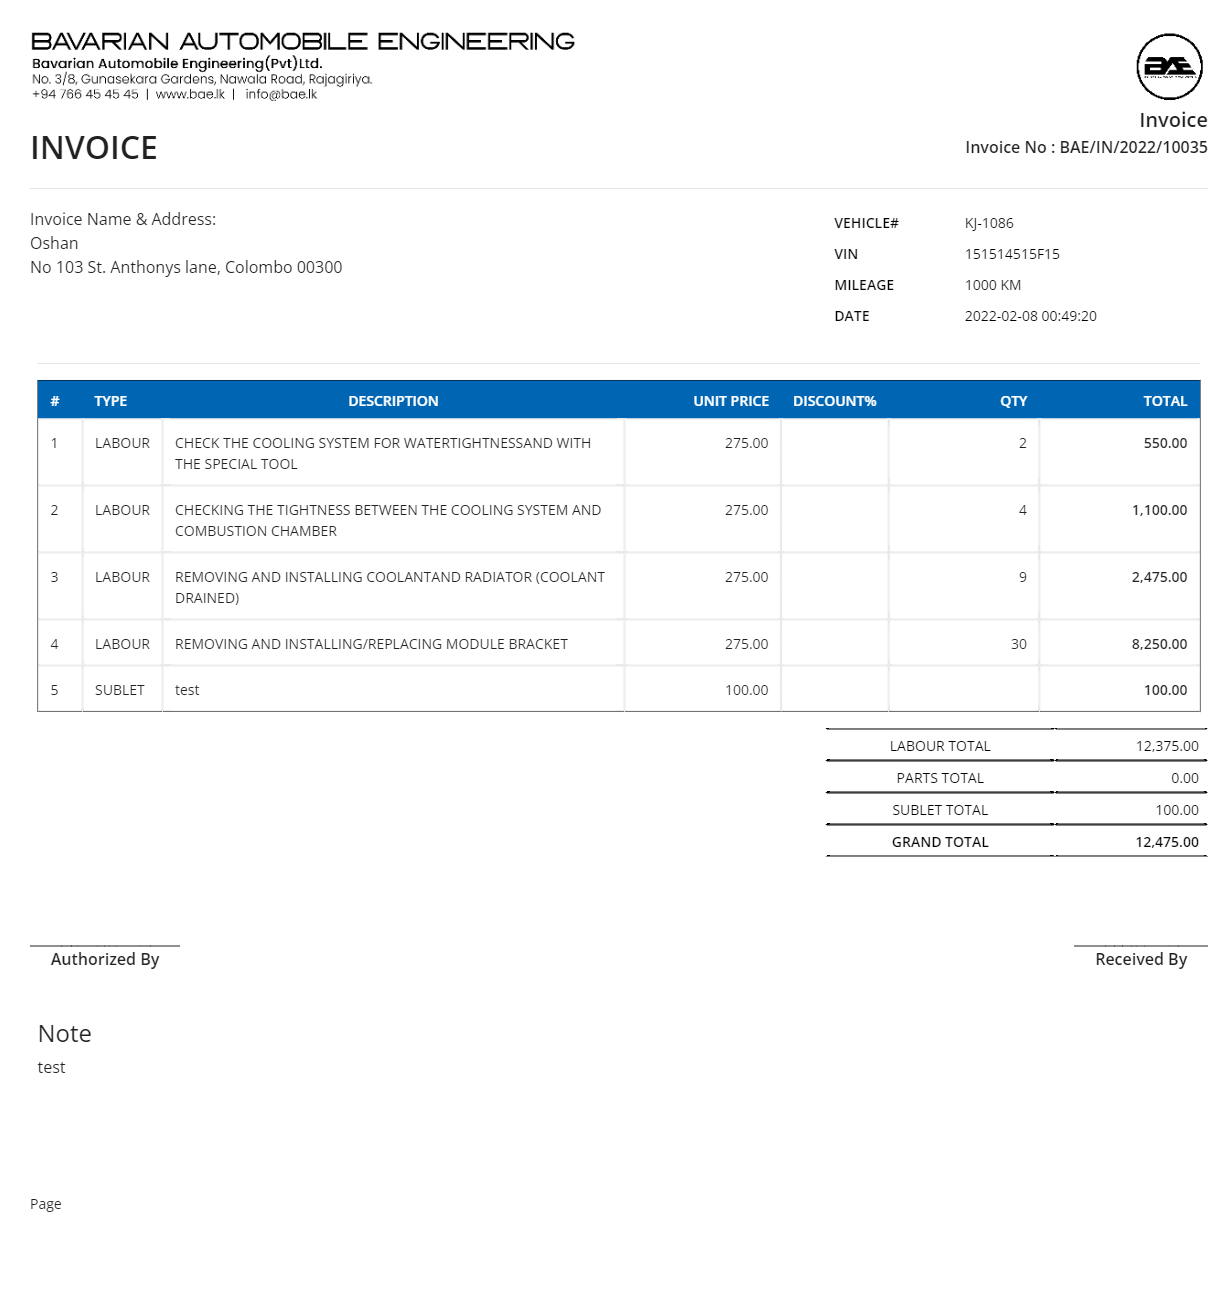 BAVARIAN AUTOMOBILE ENGINEERING
Bavarian Automobile Engineering(Pvt)Ltd.
No. 3/8, Gunasekara Gardens, Nawala Road, Rajagiriya.
+94 766 45 45 45 | www.bae.lk | info@bae.lk
BAE
Invoice
INVOICE
Invoice No : BAE/IN/2022/10035
Invoice Name & Address:
Oshan
No 103 St. Anthonys lane, Colombo 00300
VEHICLE# KJ-1086
VIN 151514515F15
MILEAGE 1000 KM
DATE 2022-02-08 00:49:20
# TYPE DESCRIPTION UNIT PRICE DISCOUNT% QTY TOTAL
1 LABOUR CHECK THE COOLING SYSTEM FOR WATERTIGHTNESSAND WITH 275.00 2 550.00
THE SPECIAL TOOL
2 LABOUR CHECKING THE TIGHTNESS BETWEEN THE COOLING SYSTEM AND 275.00 4 1,100.00
COMBUSTION CHAMBER
3 LABOUR REMOVING AND INSTALLING COOLANTAND RADIATOR (COOLANT 275.00 9 2,475.00
DRAINED)
4 LABOUR REMOVING AND INSTALLING/REPLACING MODULE BRACKET 275.00 30 8,250.00
5 SUBLET test 100.00 100.00
LABOUR TOTAL 12,375.00
PARTS TOTAL 0.00
SUBLET TOTAL 100.00
GRAND TOTAL 12,475.00
Authorized By Received By
Note
test
Page